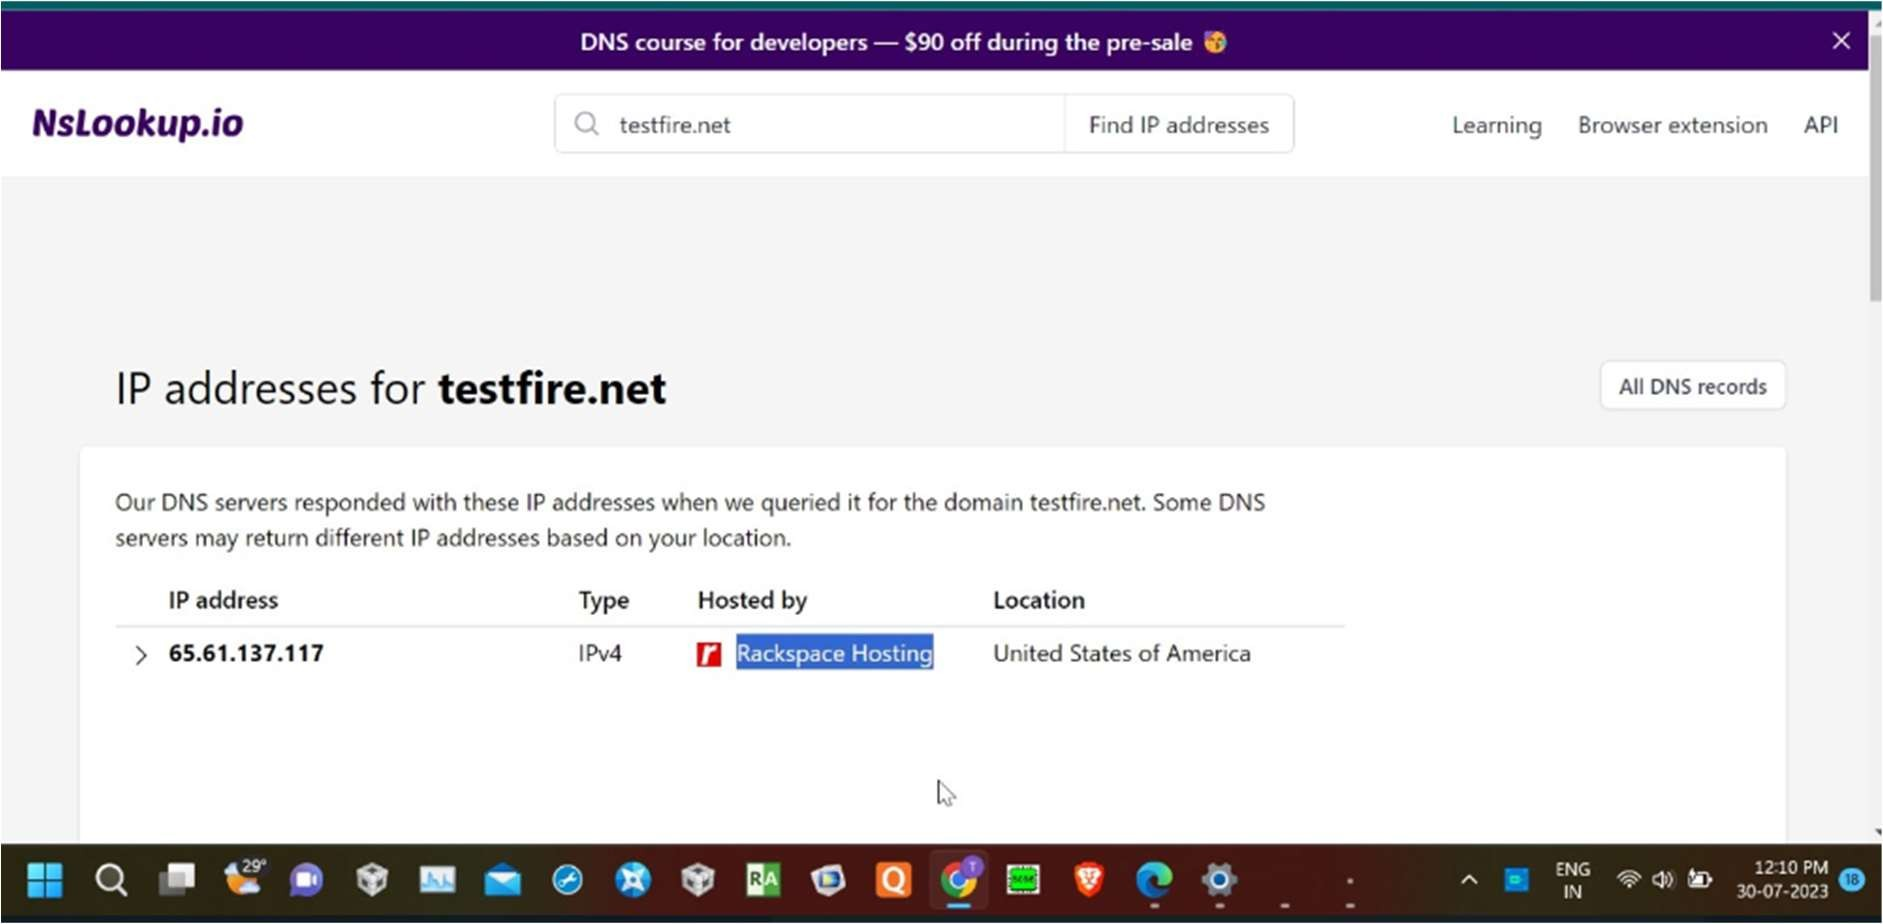 DNS course for developers — $90 off during the pre-sale
NsLookup.io
testfire.net
Find IP addresses
Learning
Browser extension
API
IP addresses for testfire.net
All DNS records
Our DNS servers responded with these IP addresses when we queried it for the domain testfire.net. Some DNS
servers may return different IP addresses based on your location.
IP address Type Hosted by Location
65.61.137.117 IPv4 Rackspace Hosting United States of America
29°
RA
Q
T
ENG
IN
12:10 PM
30-07-2023
18